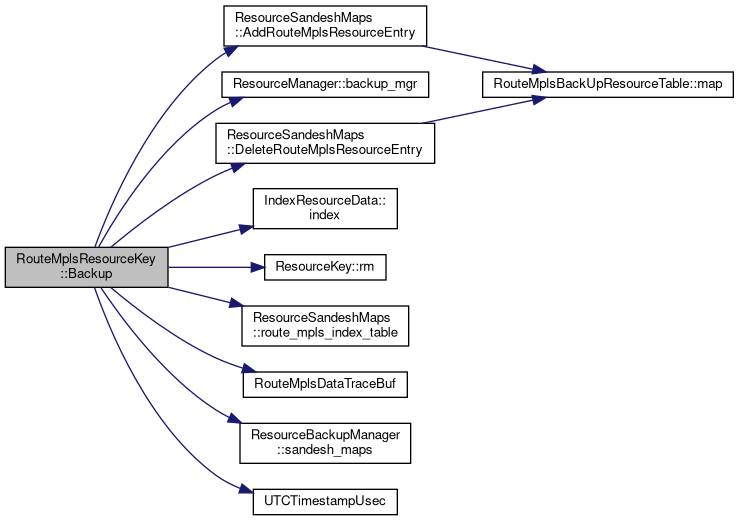 RouteMplsResourceKey
::Backup
ResourceSandeshMaps
::AddRouteMplsResourceEntry
ResourceManager::backup_mgr
ResourceSandeshMaps
::DeleteRouteMplsResourceEntry
IndexResourceData::
index
ResourceKey::rm
ResourceSandeshMaps
::route_mpls_index_table
RouteMplsDataTraceBuf
ResourceBackupManager
::sandesh_maps
UTCTimestampUsec
RouteMplsBackUpResourceTable::map